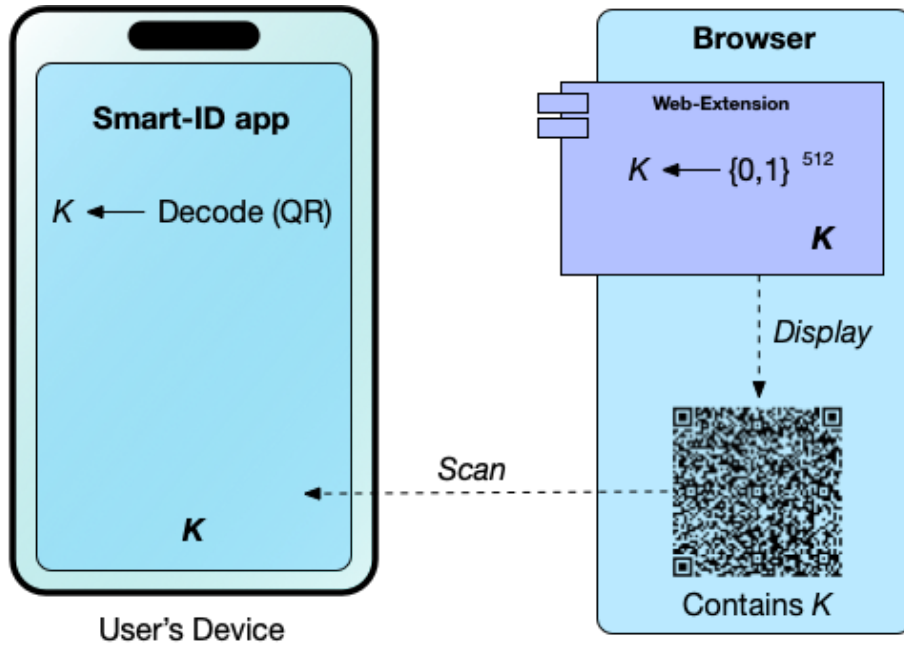 Smart-ID app
K ← Decode (QR)
K
User's Device
Browser
Web-Extension
K ← {0,1} 512
K
Display
Scan
Contains K